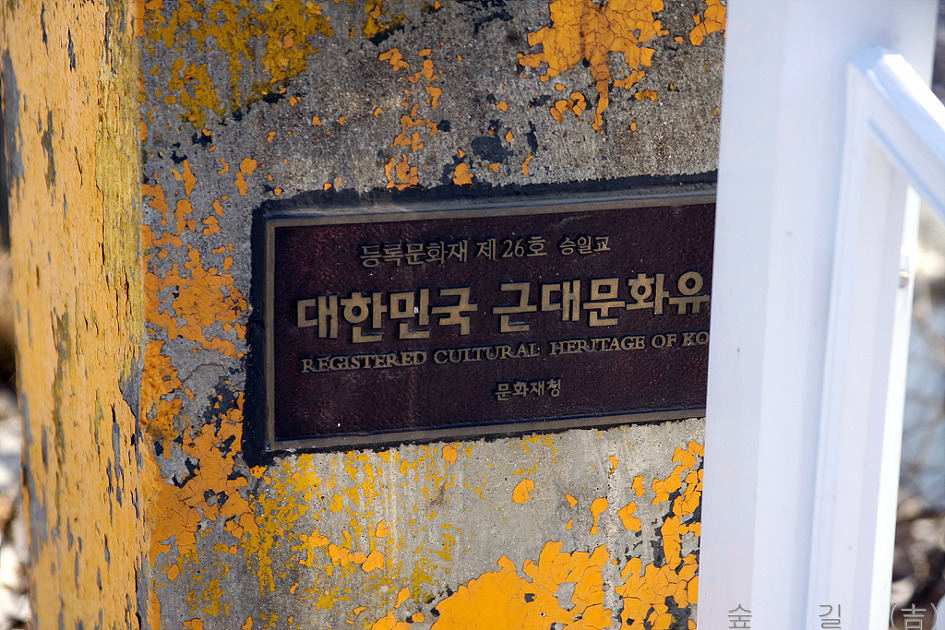 등록문화재 제26호 승일교
대한민국 근대문화유
REGISTERED CULTURAL HERITAGE OF KO
문화재청
숲 길 (吉)